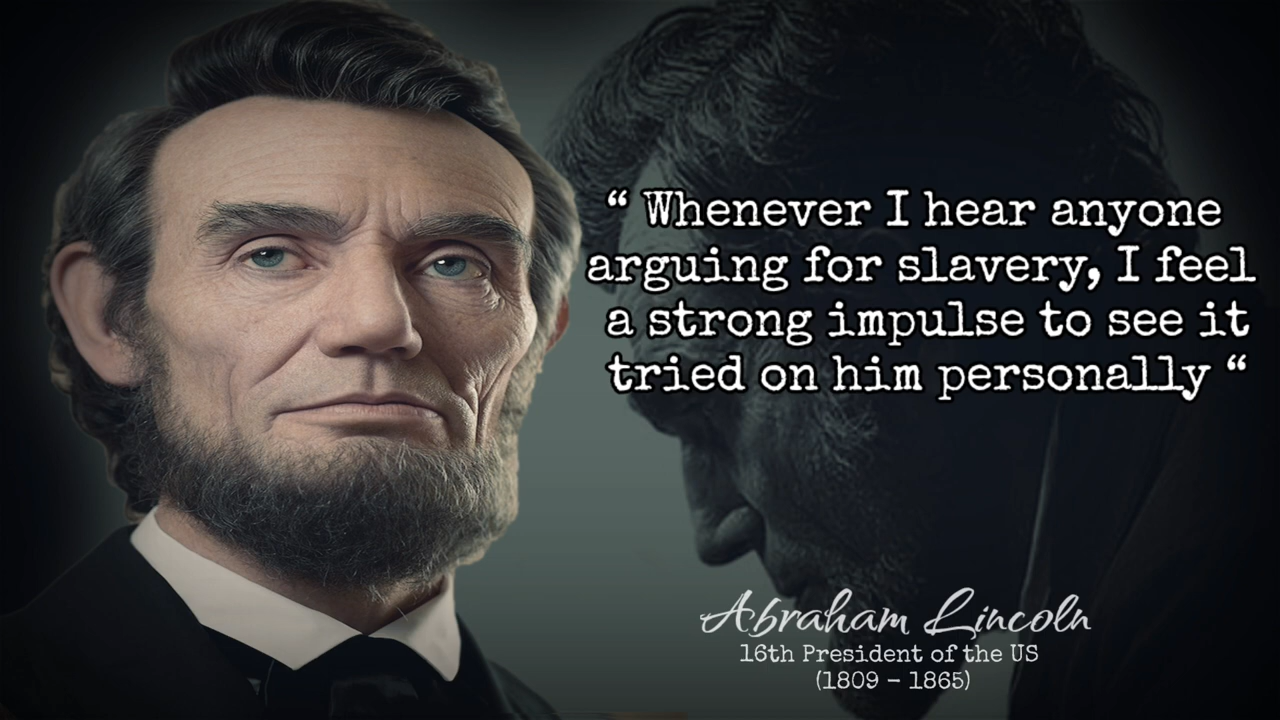 “ Whenever I hear anyone
arguing for slavery, I feel
a strong impulse to see it
tried on him personally “
Abraham Lincoln
16th President of the US
(1809 – 1865)